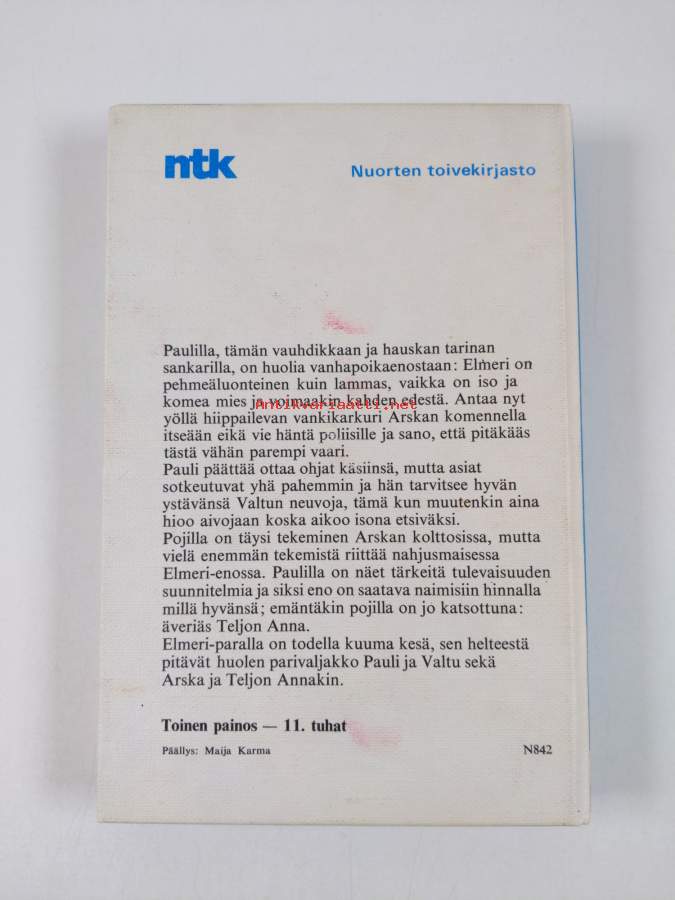 ntk
Nuorten toivekirjasto
Paulilla, tämän vauhdikkaan ja hauskan tarinan
sankarilla, on huolia vanhapoikaenostaan: Elmeri on
pehmeäluonteinen kuin lammas, vaikka on iso ja
komea mies ja voimaakin kahden edestä. Antaa nyt
Antikvariaatti.net
yöllä hiippailevan vankikarkuri Arskan komennella
itseään eikä vie häntä poliisille ja sano, että pitäkääs
tästä vähän parempi vaari.
Pauli päättää ottaa ohjat käsiinsä, mutta asiat
sotkeutuvat yhä pahemmin ja hän tarvitsee hyvän
ystävänsä Valtun neuvoja, tämä kun muutenkin aina
hioo aivojaan koska aikoo isona etsiväksi.
Pojilla on täysi tekeminen Arskan kolttosissa, mutta
vielä enemmän tekemistä riittää nahjusmaisessa
Elmeri-enossa. Paulilla on näet tärkeitä tulevaisuuden
suunnitelmia ja siksi eno on saatava naimisiin hinnalla
millä hyvänsä; emäntäkin pojilla on jo katsottuna:
äveriäs Teljon Anna.
Elmeri-paralla on todella kuuma kesä, sen helteestä
pitävät huolen parivaljakko Pauli ja Valtu sekä
Arska ja Teljon Annakin.
Toinen painos — 11. tuhat
Päällys: Maija Karma
N842